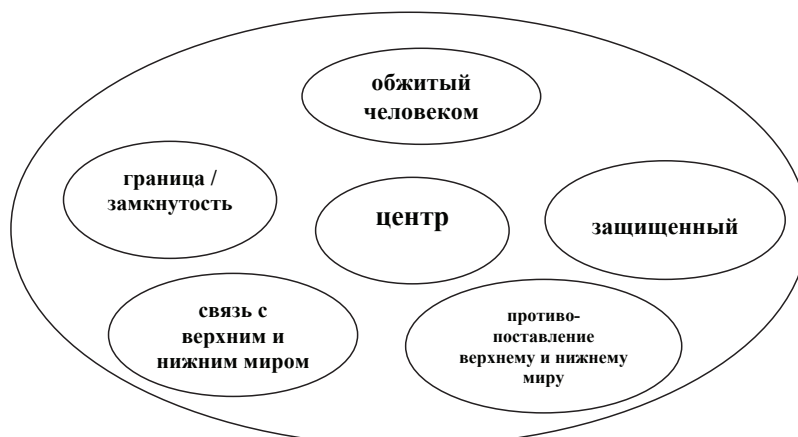 обжитый
человеком
граница /
замкнутость
центр
защищенный
связь с
верхним и
нижним миром
противо-
поставление
верхнему и нижнему
миру